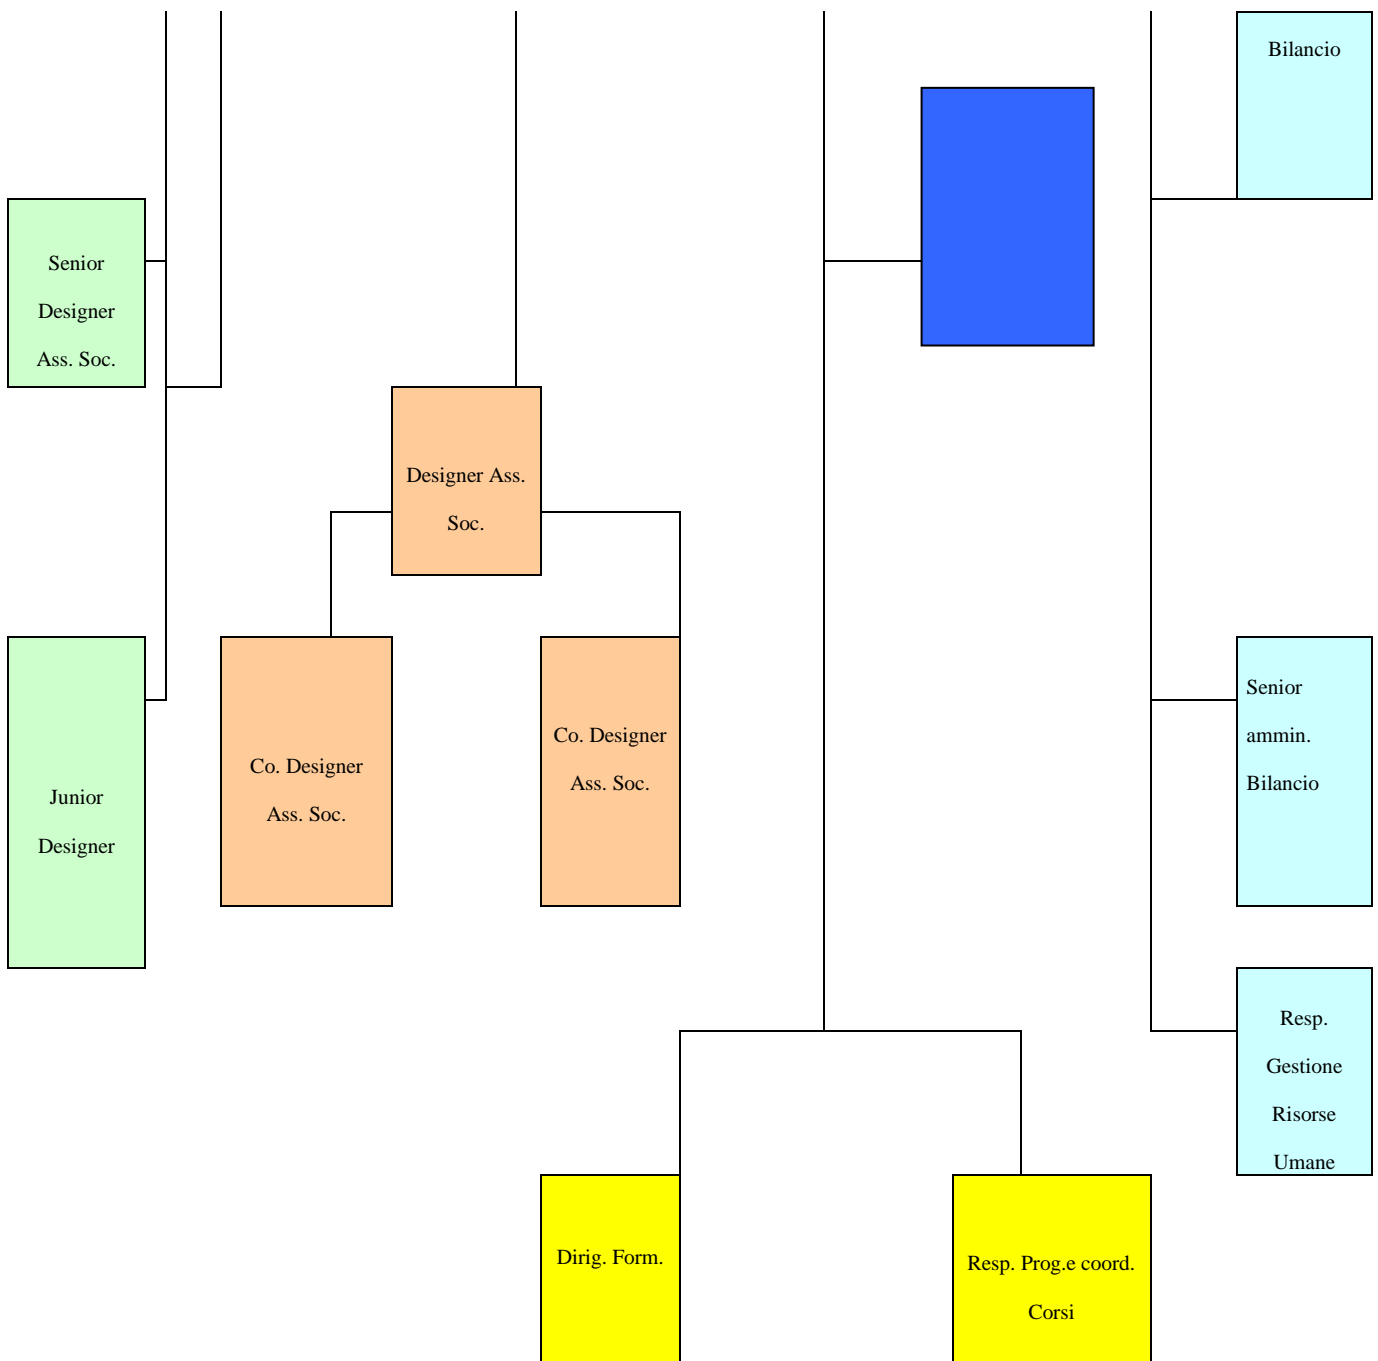 Bilancio
Senior
Designer
Ass. Soc.
Designer Ass.
Soc.
Junior
Designer
Co. Designer
Ass. Soc.
Co. Designer
Ass. Soc.
Senior
ammin.
Bilancio
Resp.
Gestione
Risorse
Umane
Dirig. Form.
Resp. Prog.e coord.
Corsi